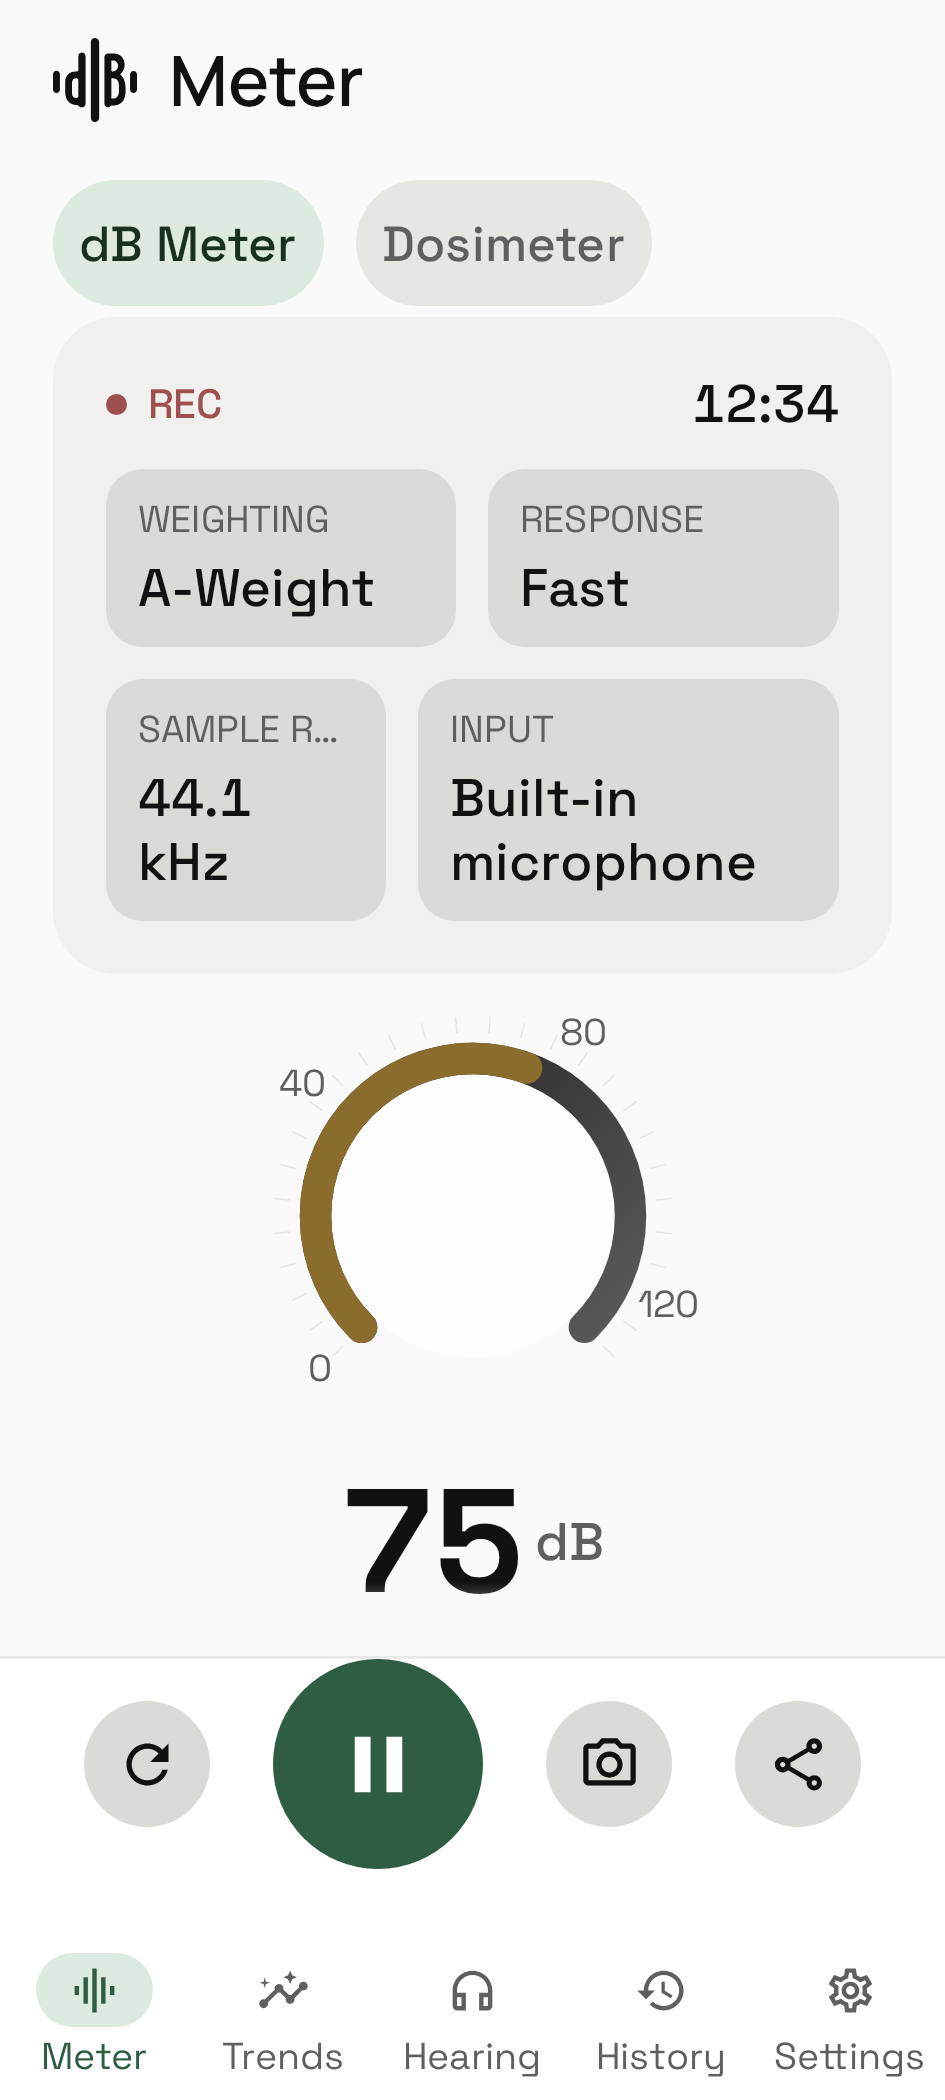 dB Meter
dB Meter Dosimeter
REC 12:34
WEIGHTING RESPONSE
A-Weight Fast
SAMPLE R... INPUT
44.1 Built-in
kHz microphone
80
40
120
0
75 dB
Meter Trends Hearing History Settings